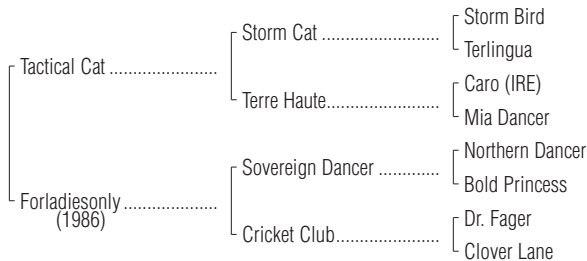 Storm Bird
Storm Cat ......................
Terlingua
Tactical Cat ....................
Caro (IRE)
Terre Haute.....................
Mia Dancer
Northern Dancer
Sovereign Dancer ............
Bold Princess
Forladiesonly .................
(1986)
Dr. Fager
Cricket Club...................
Clover Lane